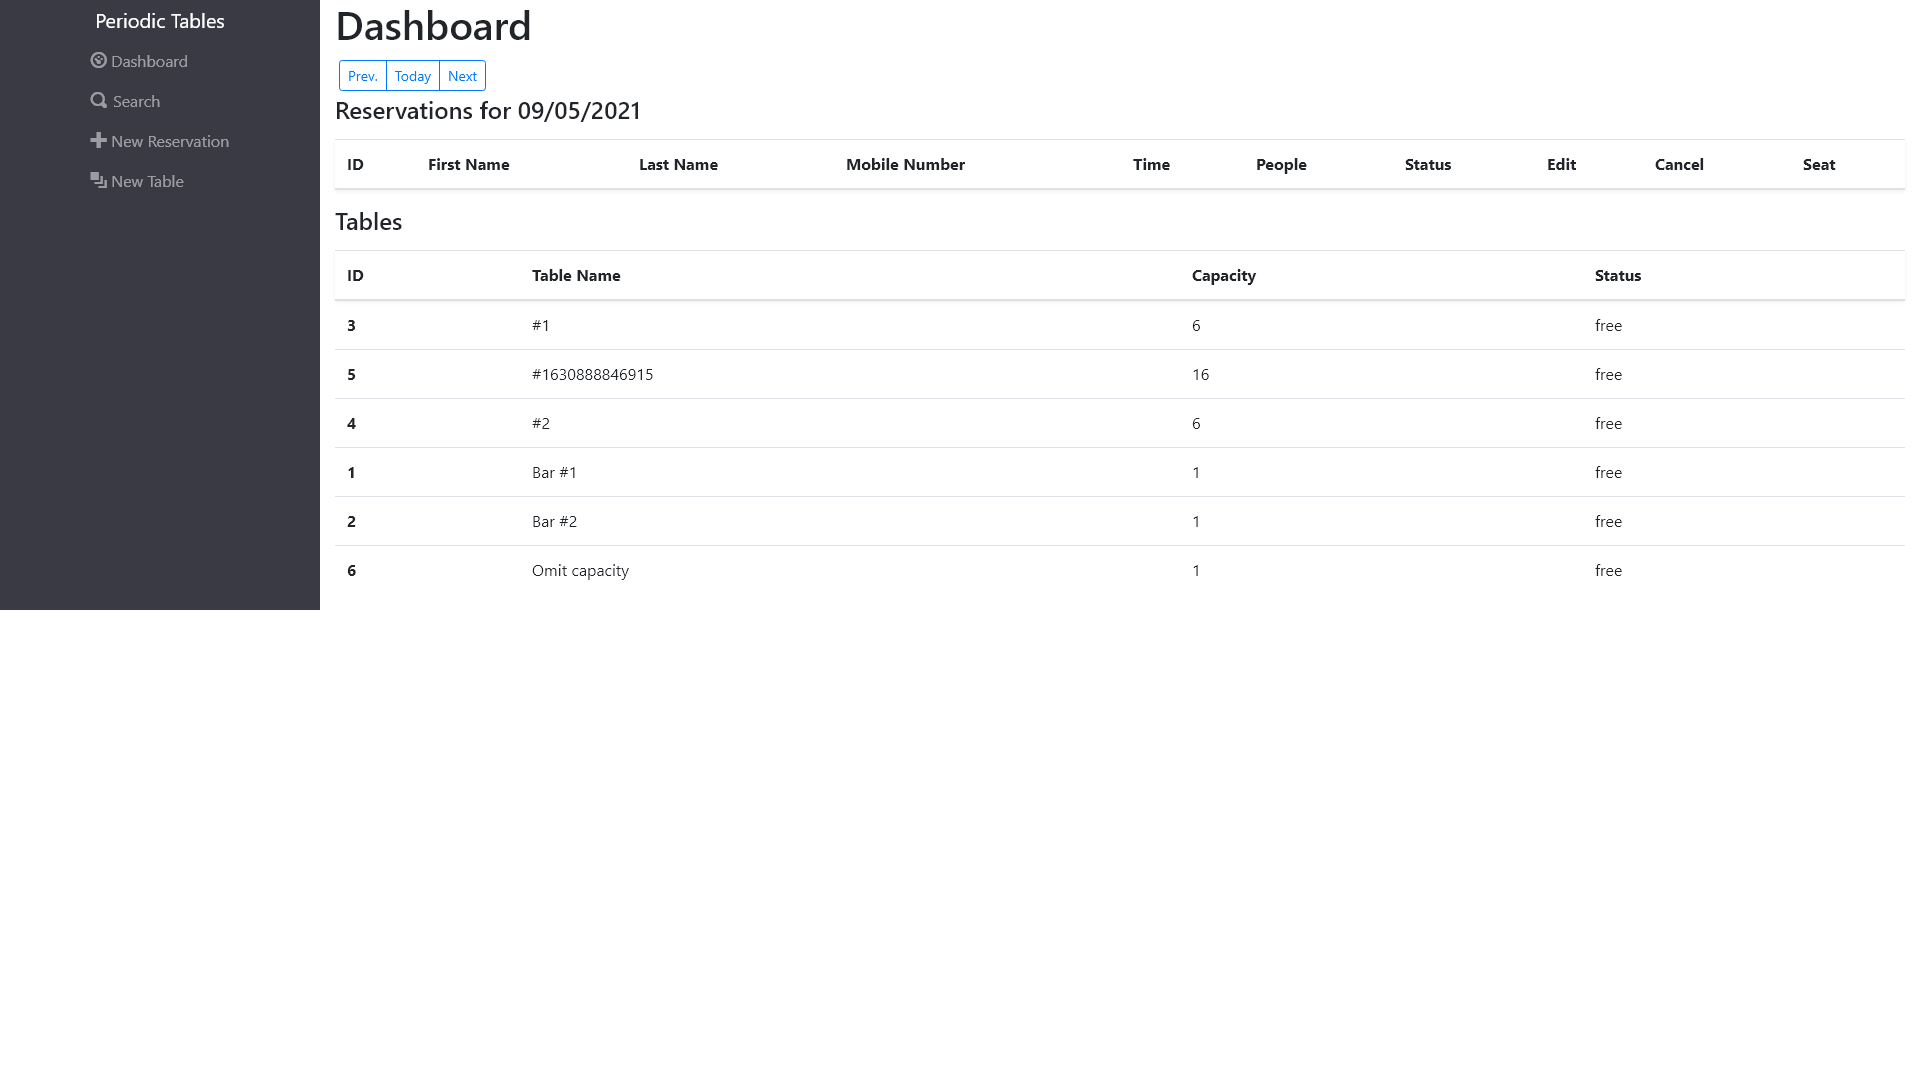 Periodic Tables
Dashboard
Search
New Reservation
New Table
Dashboard
Prev. Today Next
Reservations for 09/05/2021
ID First Name Last Name Mobile Number Time People Status Edit Cancel Seat
Tables
ID Table Name Capacity Status
3 #1 6 free
5 #1630888846915 16 free
4 #2 6 free
1 Bar #1 1 free
2 Bar #2 1 free
6 Omit capacity 1 free